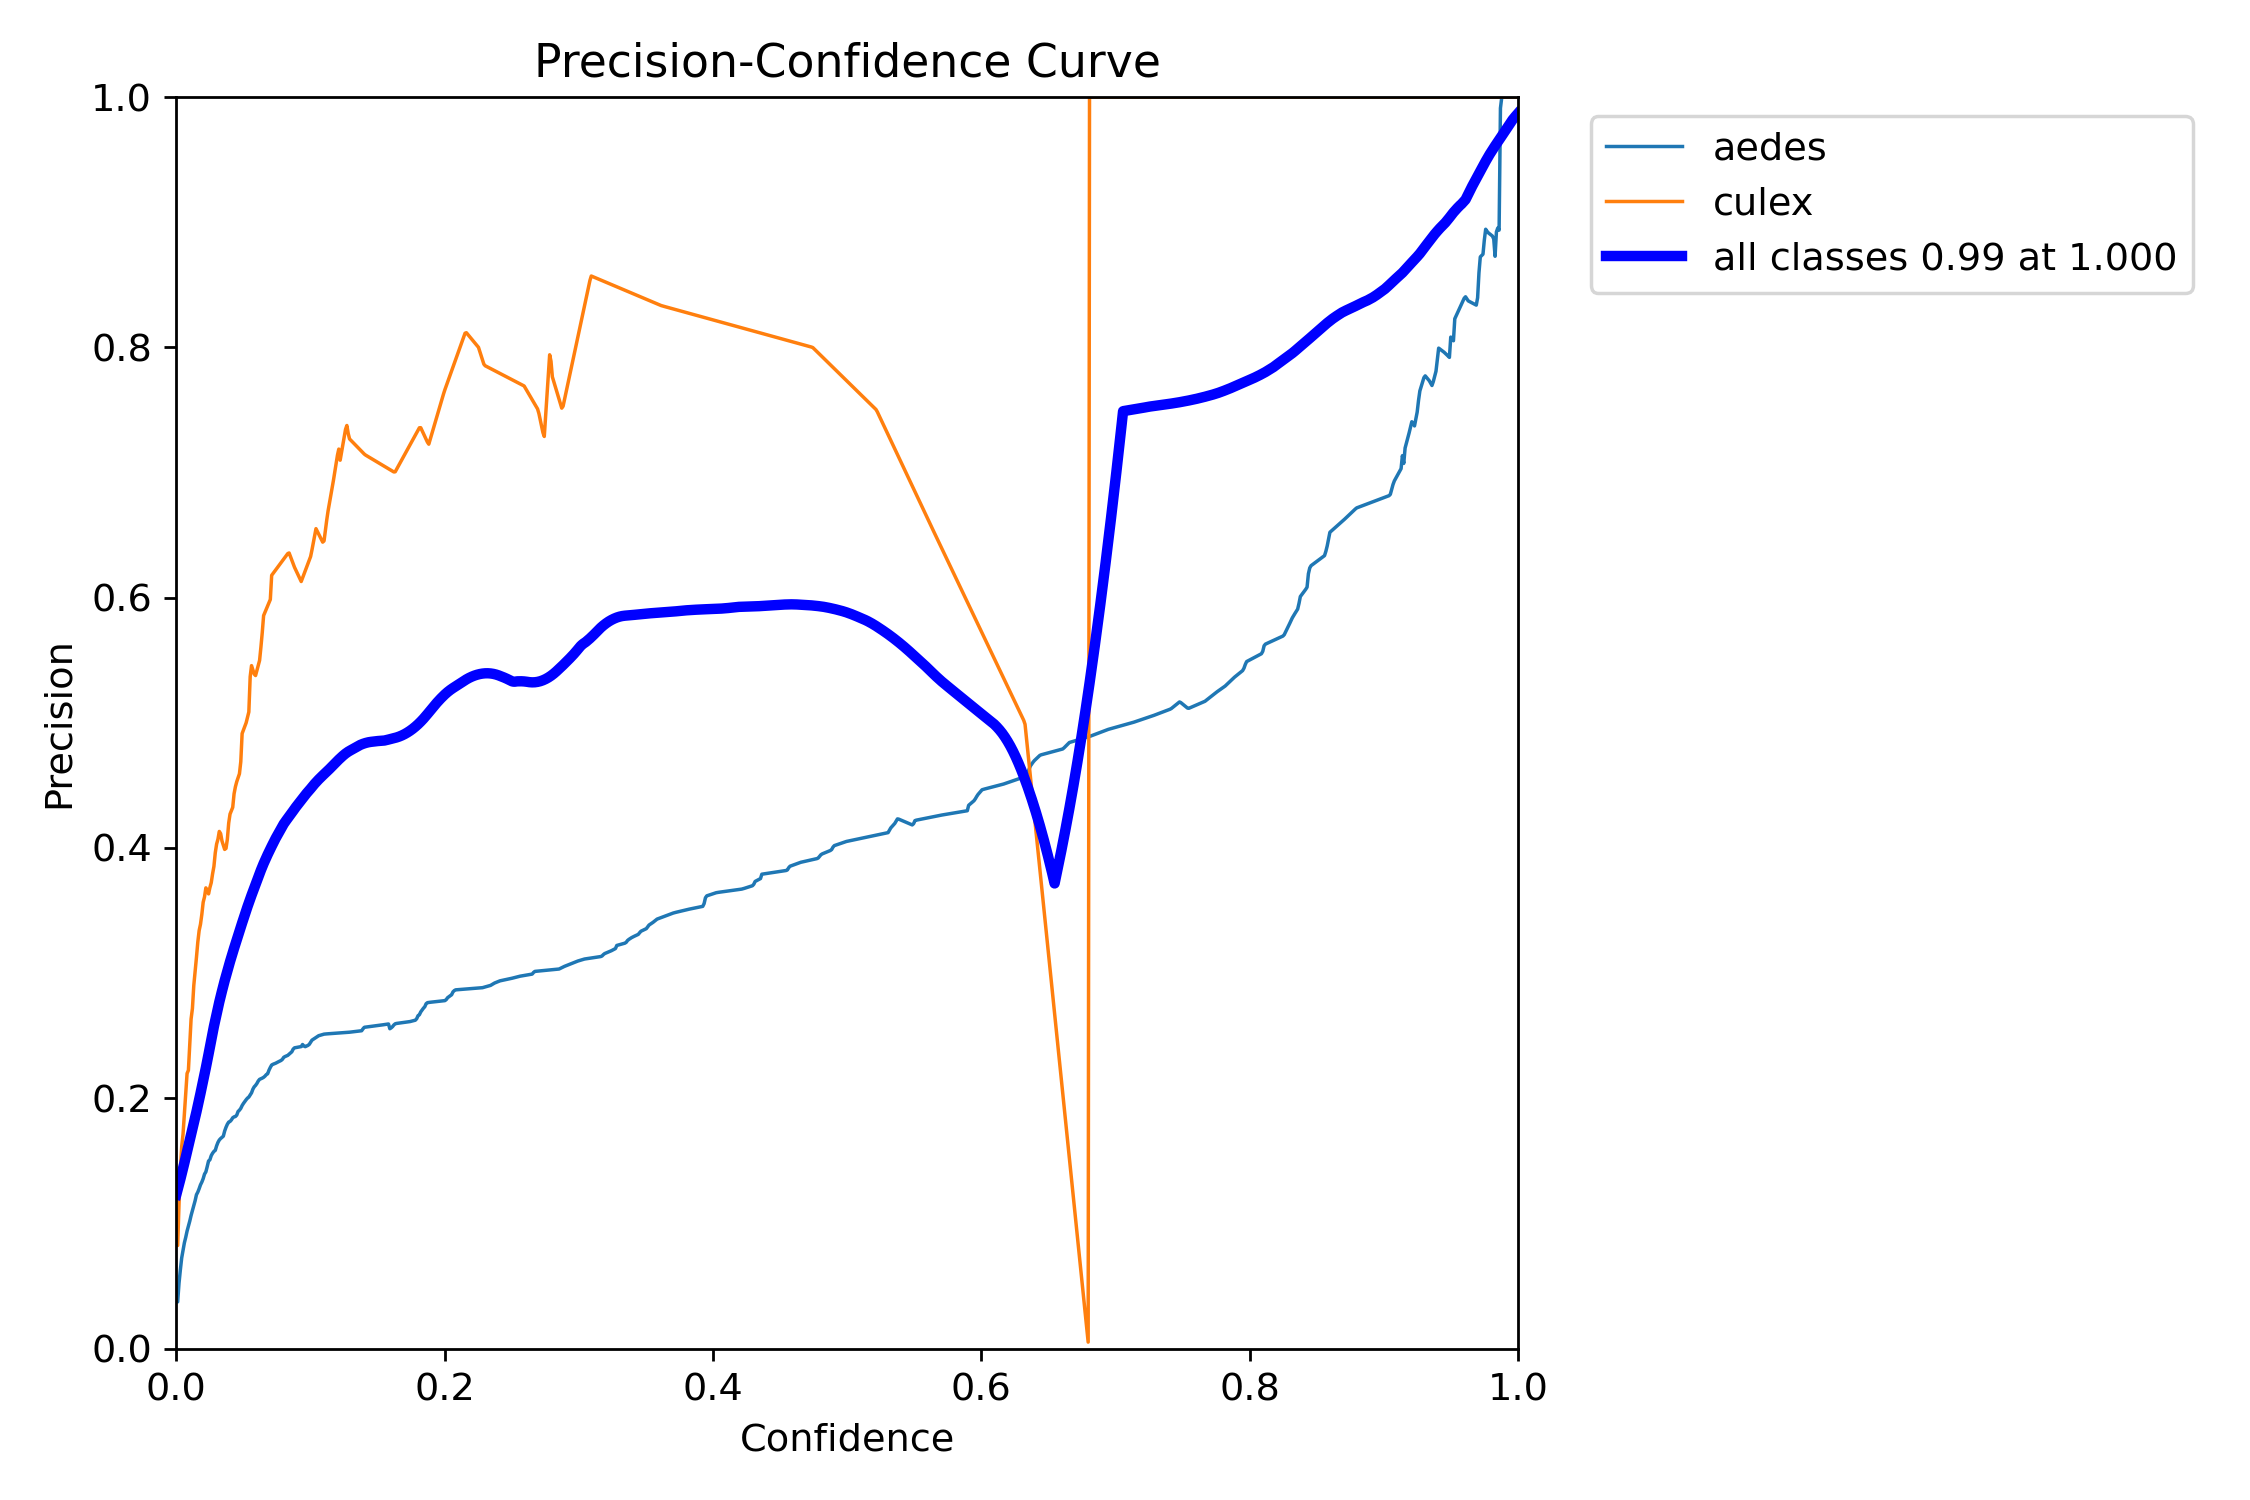 Precision-Confidence Curve
1.0
0.8
0.6
0.4
0.2
0.0
Precision
0.0 0.2 0.4 0.6 0.8 1.0
Confidence
aedes
culex
all classes 0.99 at 1.000